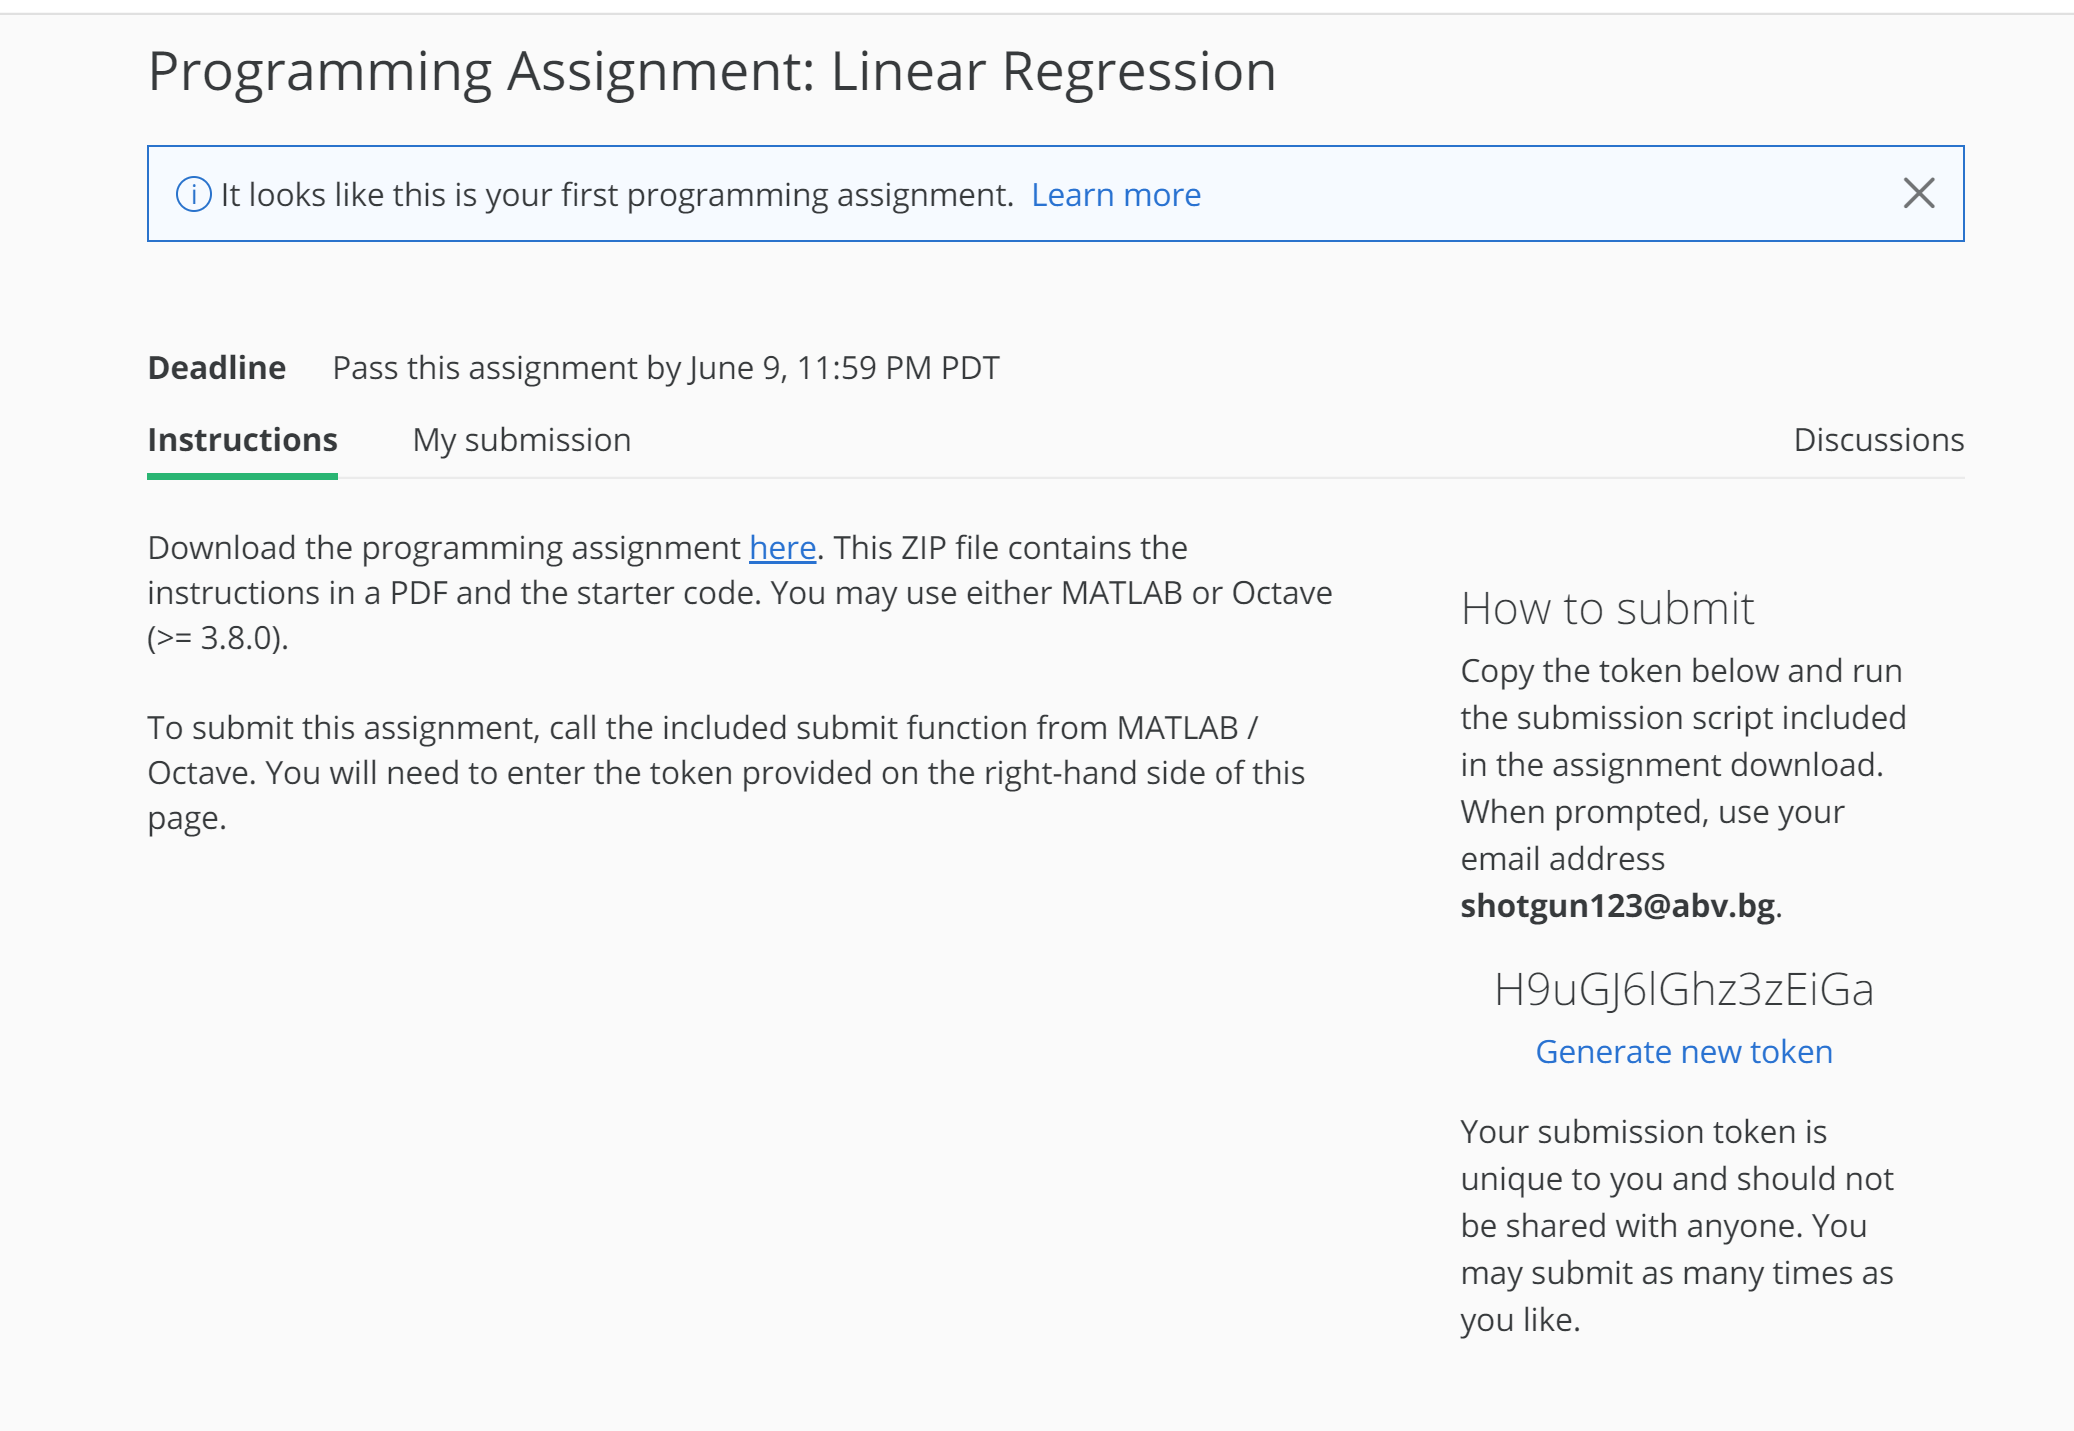 Programming Assignment: Linear Regression
It looks like this is your first programming assignment. Learn more
Deadline Pass this assignment by June 9, 11:59 PM PDT
Instructions My submission Discussions
Download the programming assignment here. This ZIP file contains the
instructions in a PDF and the starter code. You may use either MATLAB or Octave
(>= 3.8.0).
To submit this assignment, call the included submit function from MATLAB /
Octave. You will need to enter the token provided on the right-hand side of this
page.
How to submit
Copy the token below and run
the submission script included
in the assignment download.
When prompted, use your
email address
shotgun123@abv.bg.
H9uGJ6lGhz3zEiGa
Generate new token
Your submission token is
unique to you and should not
be shared with anyone. You
may submit as many times as
you like.